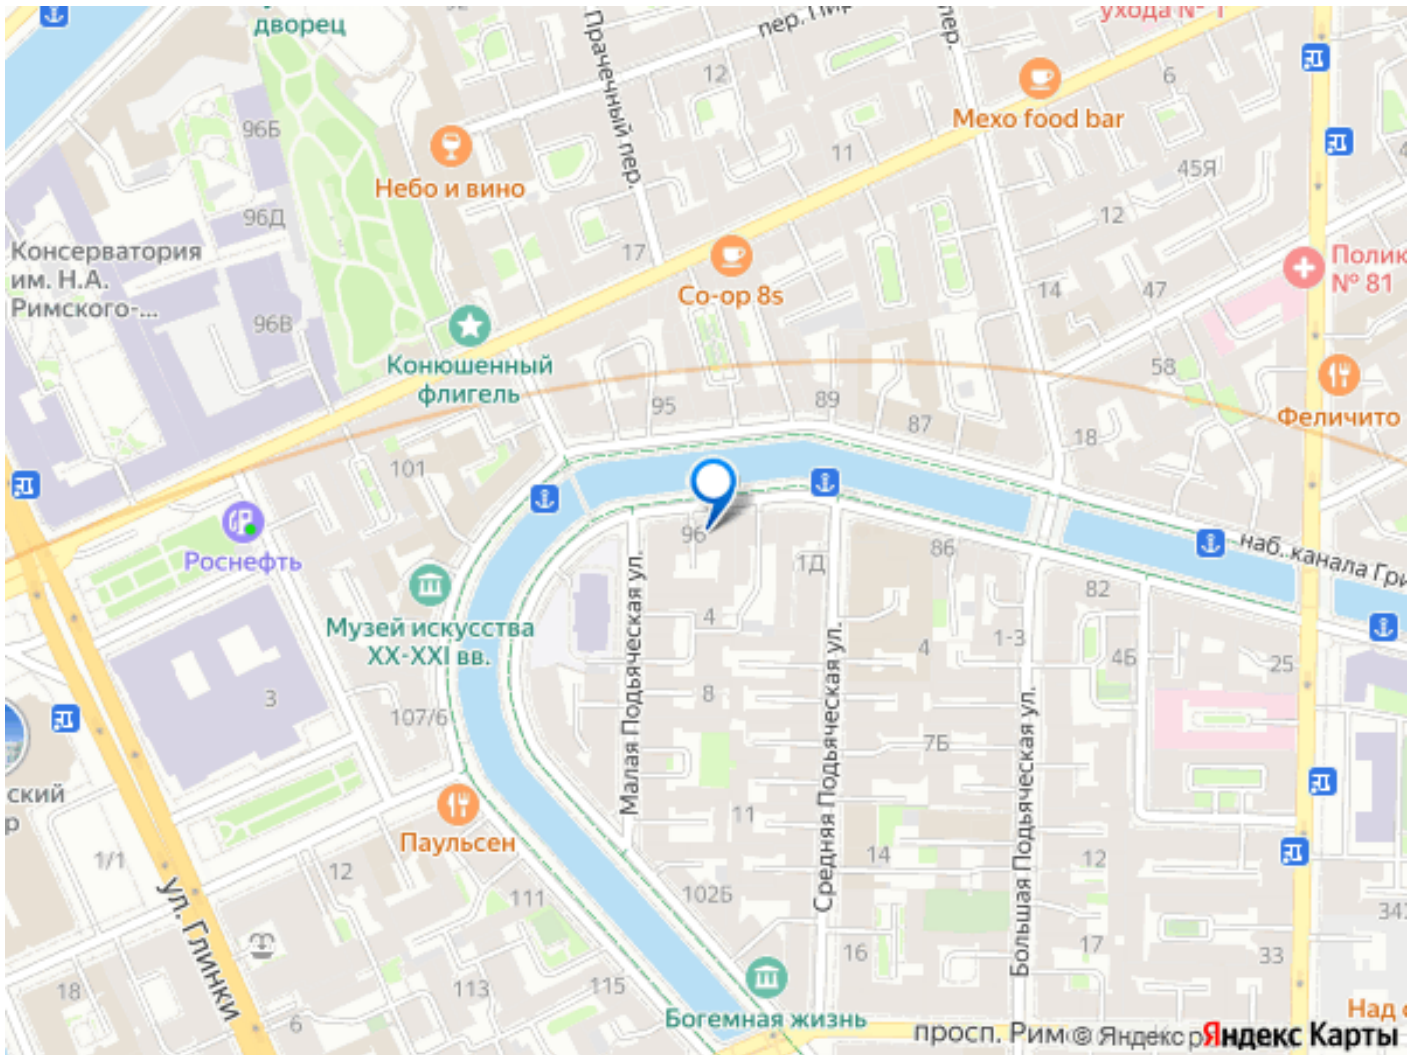 дворец
Прачечный пер.
пер. Пир
пер.
ухода № 1
12
6
Mexo food bar
96Б
Небо и вино
11
45Я
96Д
12
Консерватория
им. Н.А.
Римского-...
17
Co-op 8s
14
47
Поли
№ 81
96В
Конюшенный
флигель
58
95
89
87
Феличито
18
101
Роснефть
96
1Д
86
наб. канала Гри
82
Музей искусства
XX-XXI вв.
Малая Подьяческая ул.
4
Средняя Подьяческая ул.
4
1-3
4Б
25
3
8
107/6
7Б
Большая Подьяческая ул.
ский
р
11
Паульсен
1/1
12
14
12
ул. Глинки
111
102Б
34
16
17
33
18
113
115
6
Богемная жизнь
Над
просп. Рим
© Яндекс
Яндекс Карты